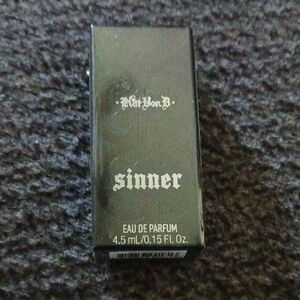 ·Kat Von D·
sinner
EAU DE PARFUM
4.5 mL/0.15 Fl. Oz.